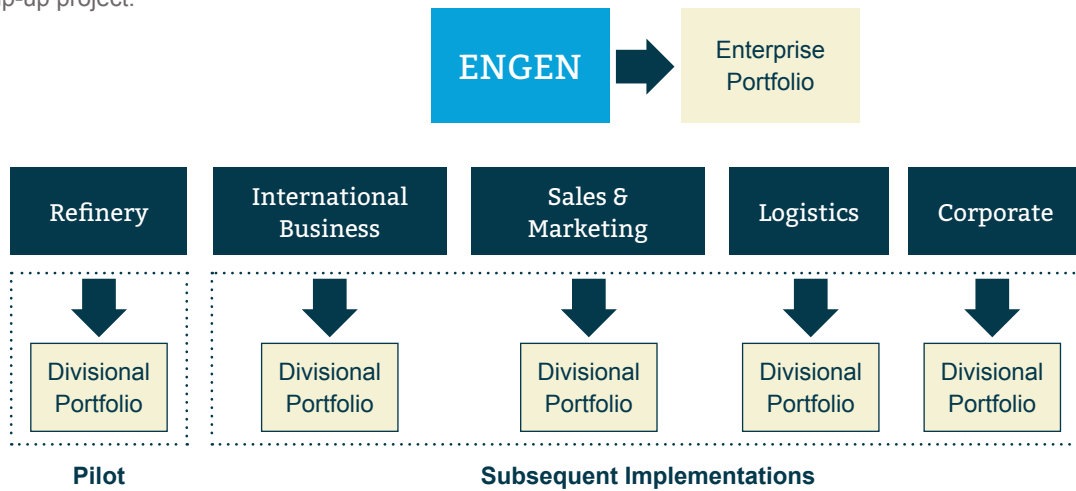 project.
ENGEN
Enterprise
Portfolio
Refinery
International
Business
Sales &
Marketing
Logistics
Corporate
Divisional
Portfolio
Divisional
Portfolio
Divisional
Portfolio
Divisional
Portfolio
Divisional
Portfolio
Pilot
Subsequent Implementations